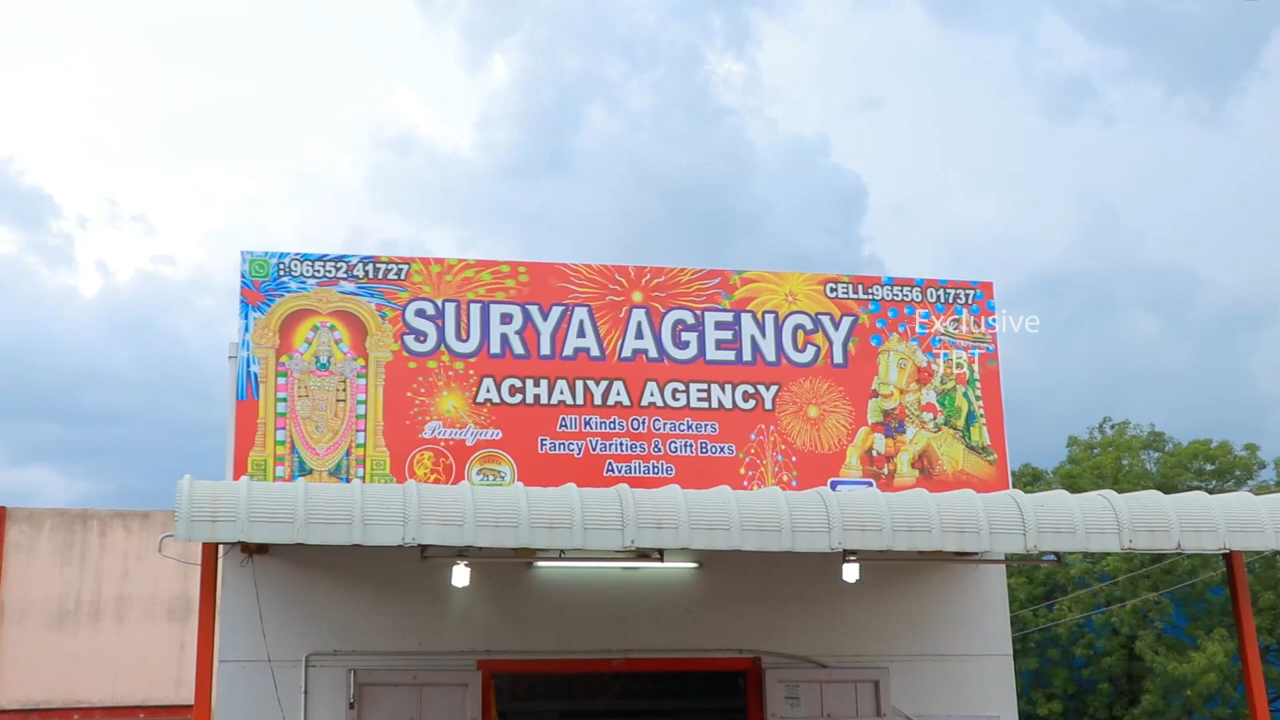 : 96552 41727
CELL:96556 01737
SURYA AGENCY
ACHAIYA AGENCY
All Kinds Of Crackers
Fancy Varities & Gift Boxs
Available
Pandyan
Exclusive
TBT